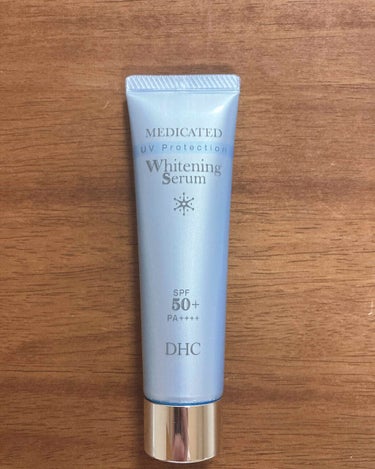 MEDICATED
UV Protection
Whitening
Serum
SPF
50+
PA++++
DHC